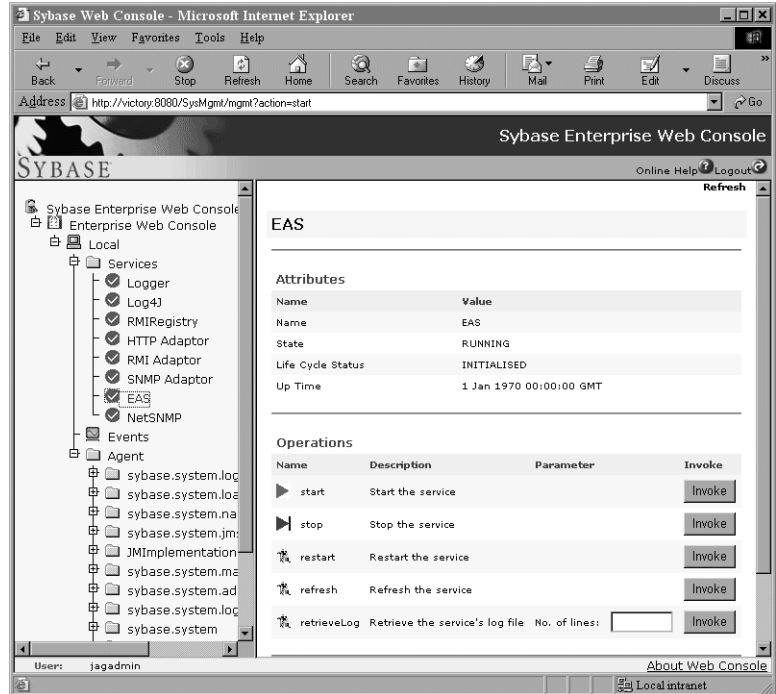 Sybase Web Console - Microsoft Internet Explorer
File Edit View Favorites Tools Help
Back Forward Stop Refresh Home Search Favorites History Mail Print Edit Discuss »
Address http://victory:8080/SysMgmt/mgmt?action=start Go
Sybase Enterprise Web Console
SYBASE
Online Help Logout
Refresh
Sybase Enterprise Web Console
Enterprise Web Console
Local
Services
Logger
Log4J
RMIRegistry
HTTP Adaptor
RMI Adaptor
SNMP Adaptor
EAS
NetSNMP
Events
Agent
sybase.system.log
sybase.system.loa
sybase.system.na
sybase.system.jm
JMImplementation
sybase.system.ma
sybase.system.ad
sybase.system.log
sybase.system
EAS
Attributes
Name Value
Name EAS
State RUNNING
Life Cycle Status INITIALISED
Up Time 1 Jan 1970 00:00:00 GMT
Operations
Name Description Parameter Invoke
start Start the service Invoke
stop Stop the service Invoke
restart Restart the service Invoke
refresh Refresh the service Invoke
retrieveLog Retrieve the service's log file No. of lines: Invoke
User: jagadmin
About Web Console
Local intranet